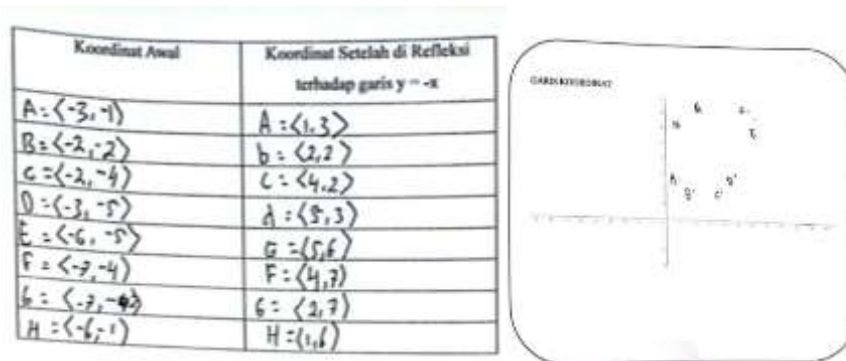 Koordinat Awal
Koordinat Setelah di Refleksi
terhadap garis y = -x
A = (-3,-1)
A = (1,3)
B = (-2,-2)
b = (2,2)
C = (-2,-4)
C = (4,2)
D = (-3,-5)
d = (5,3)
E = (-6,-5)
G = (5,6)
F = (-7,-4)
F = (4,7)
G = (-7,-2)
G = (2,7)
H = (-6,-1)
H = (1,6)
GARIS KOORDINAT